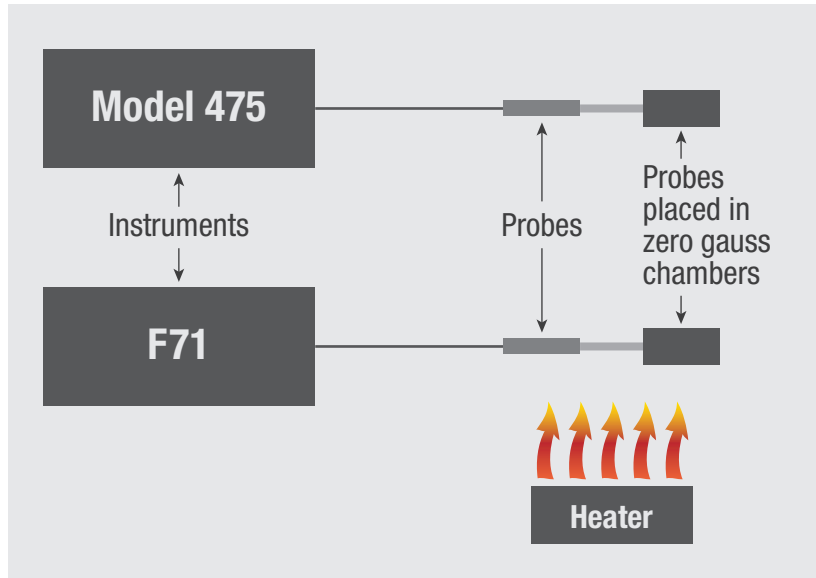 Model 475
Instruments
Probes
Probes
placed in
zero gauss
chambers
F71
Heater